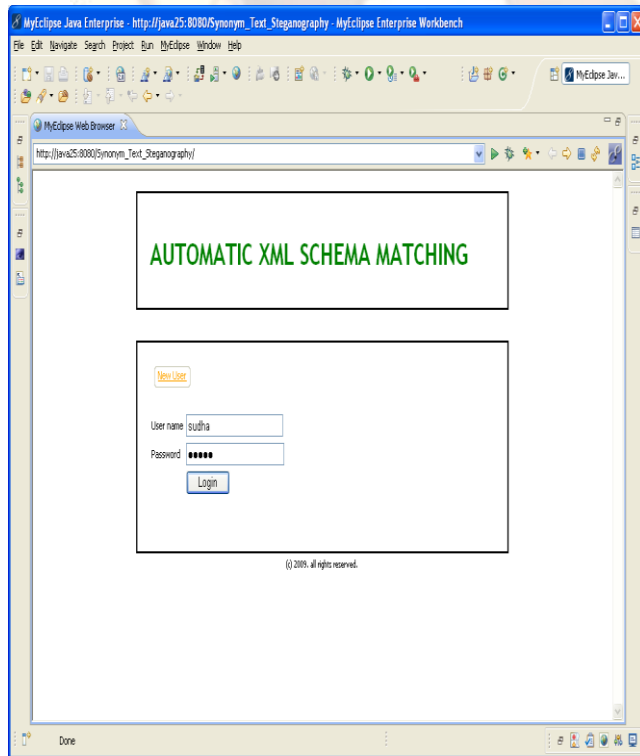 MyEclipse Java Enterprise - http://java25:8080/Synonym_Text_Steganography/ - MyEclipse Enterprise Workbench
File Edit Navigate Search Project Run MyEclipse Window Help
MyEclipse Jav...
MyEclipse Web Browser
http://java25:8080/Synonym_Text_Steganography/
AUTOMATIC XML SCHEMA MATCHING
New User
User name sudha
Password •••••
Login
(c) 2009. all rights reserved.
Done